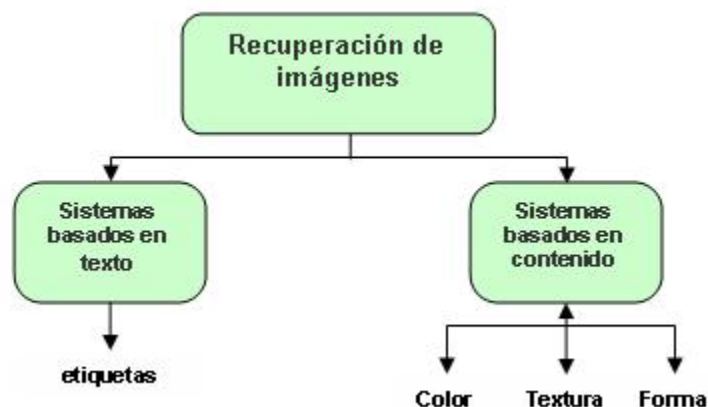 Recuperación de
imágenes
Sistemas
basados en
texto
Sistemas
basados en
contenido
etiquetas
Color
Textura
Forma